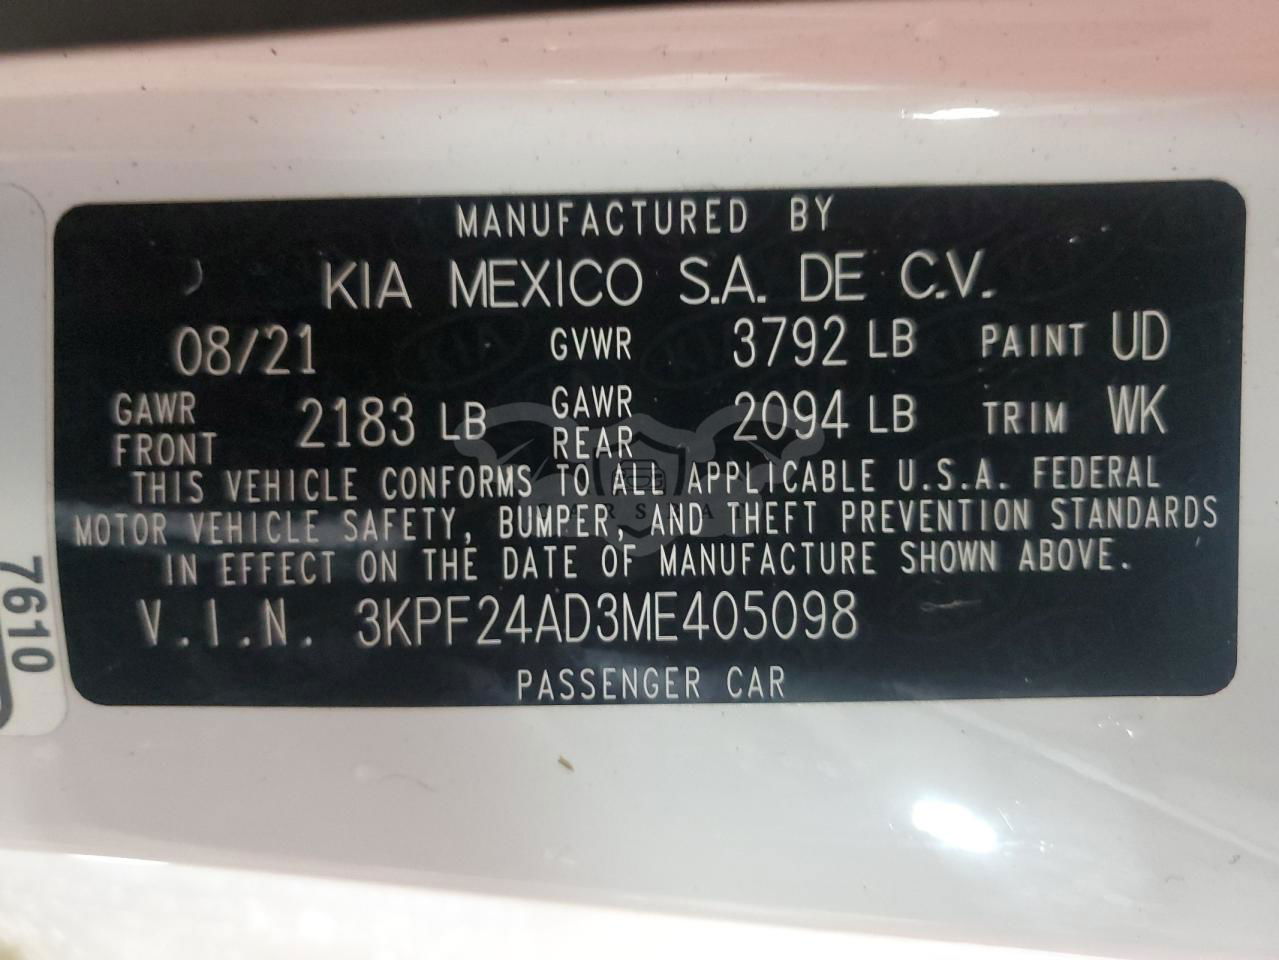 MANUFACTURED BY
KIA MEXICO S.A. DE C.V.
08/21 GVWR 3792 LB PAINT UD
GAWR FRONT 2183 LB GAWR REAR 2094 LB TRIM WK
THIS VEHICLE CONFORMS TO ALL APPLICABLE U.S.A. FEDERAL
MOTOR VEHICLE SAFETY, BUMPER, AND THEFT PREVENTION STANDARDS
IN EFFECT ON THE DATE OF MANUFACTURE SHOWN ABOVE.
V.I.N. 3KPF24AD3ME405098
PASSENGER CAR
7610